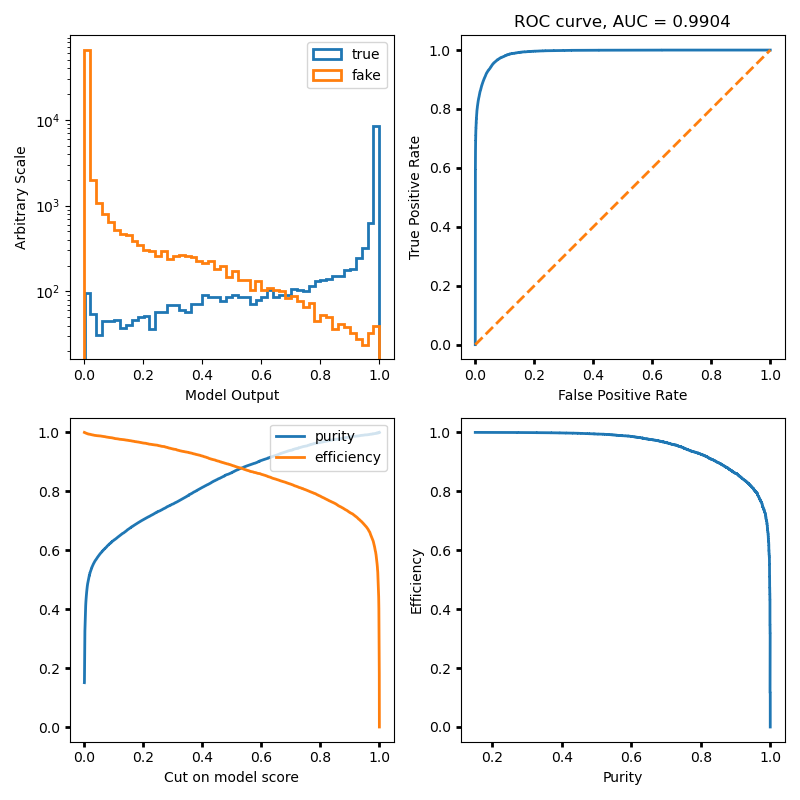 ROC curve, AUC = 0.9904
true
fake
10^4
10^3
10^2
Arbitrary Scale
0.0 0.2 0.4 0.6 0.8 1.0
Model Output
1.0
0.8
0.6
0.4
0.2
0.0
True Positive Rate
0.0 0.2 0.4 0.6 0.8 1.0
False Positive Rate
purity
efficiency
1.0
0.8
0.6
0.4
0.2
0.0
0.0 0.2 0.4 0.6 0.8 1.0
Cut on model score
1.0
0.8
0.6
0.4
0.2
0.0
Efficiency
0.2 0.4 0.6 0.8 1.0
Purity